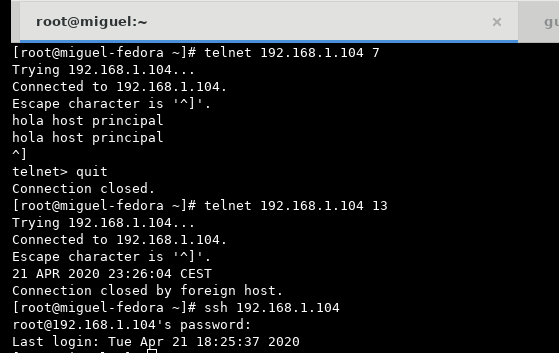 root@miguel:~ × gu
[root@miguel-fedora ~]# telnet 192.168.1.104 7
Trying 192.168.1.104...
Connected to 192.168.1.104.
Escape character is '^]'.
hola host principal
hola host principal
^]
telnet> quit
Connection closed.
[root@miguel-fedora ~]# telnet 192.168.1.104 13
Trying 192.168.1.104...
Connected to 192.168.1.104.
Escape character is '^]'.
21 APR 2020 23:26:04 CEST
Connection closed by foreign host.
[root@miguel-fedora ~]# ssh 192.168.1.104
root@192.168.1.104's password:
Last login: Tue Apr 21 18:25:37 2020